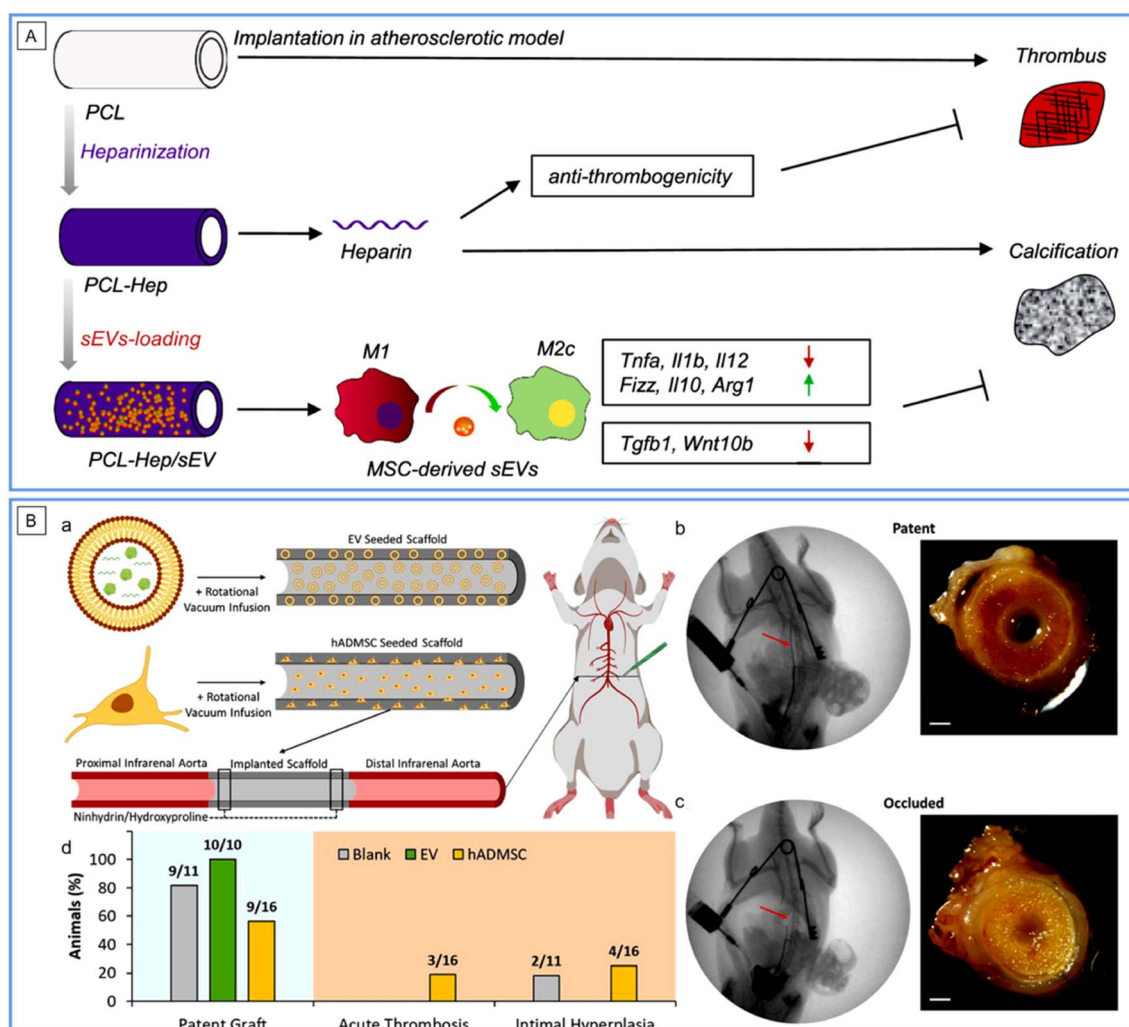 A
Implantation in atherosclerotic model
Thrombus
PCL
Heparinization
anti-thrombogenicity
Heparin
PCL-Hep
Calcification
sEVs-loading
M1
M2c
Tnfa, Il1b, Il12
Fizz, Il10, Arg1
Tgfb1, Wnt10b
PCL-Hep/sEV
MSC-derived sEVs
B
a
EV Seeded Scaffold
+ Rotational
Vacuum Infusion
hADMSC Seeded Scaffold
+ Rotational
Vacuum Infusion
Proximal Infrarenal Aorta
Implanted Scaffold
Distal Infrarenal Aorta
Ninhydrin/Hydroxyproline
b
Patent
c
Occluded
d
Animals (%)
100
80
60
40
20
0
Blank
EV
hADMSC
9/11
10/10
9/16
3/16
2/11
4/16
Patent Graft
Acute Thrombosis
Intimal Hyperplasia